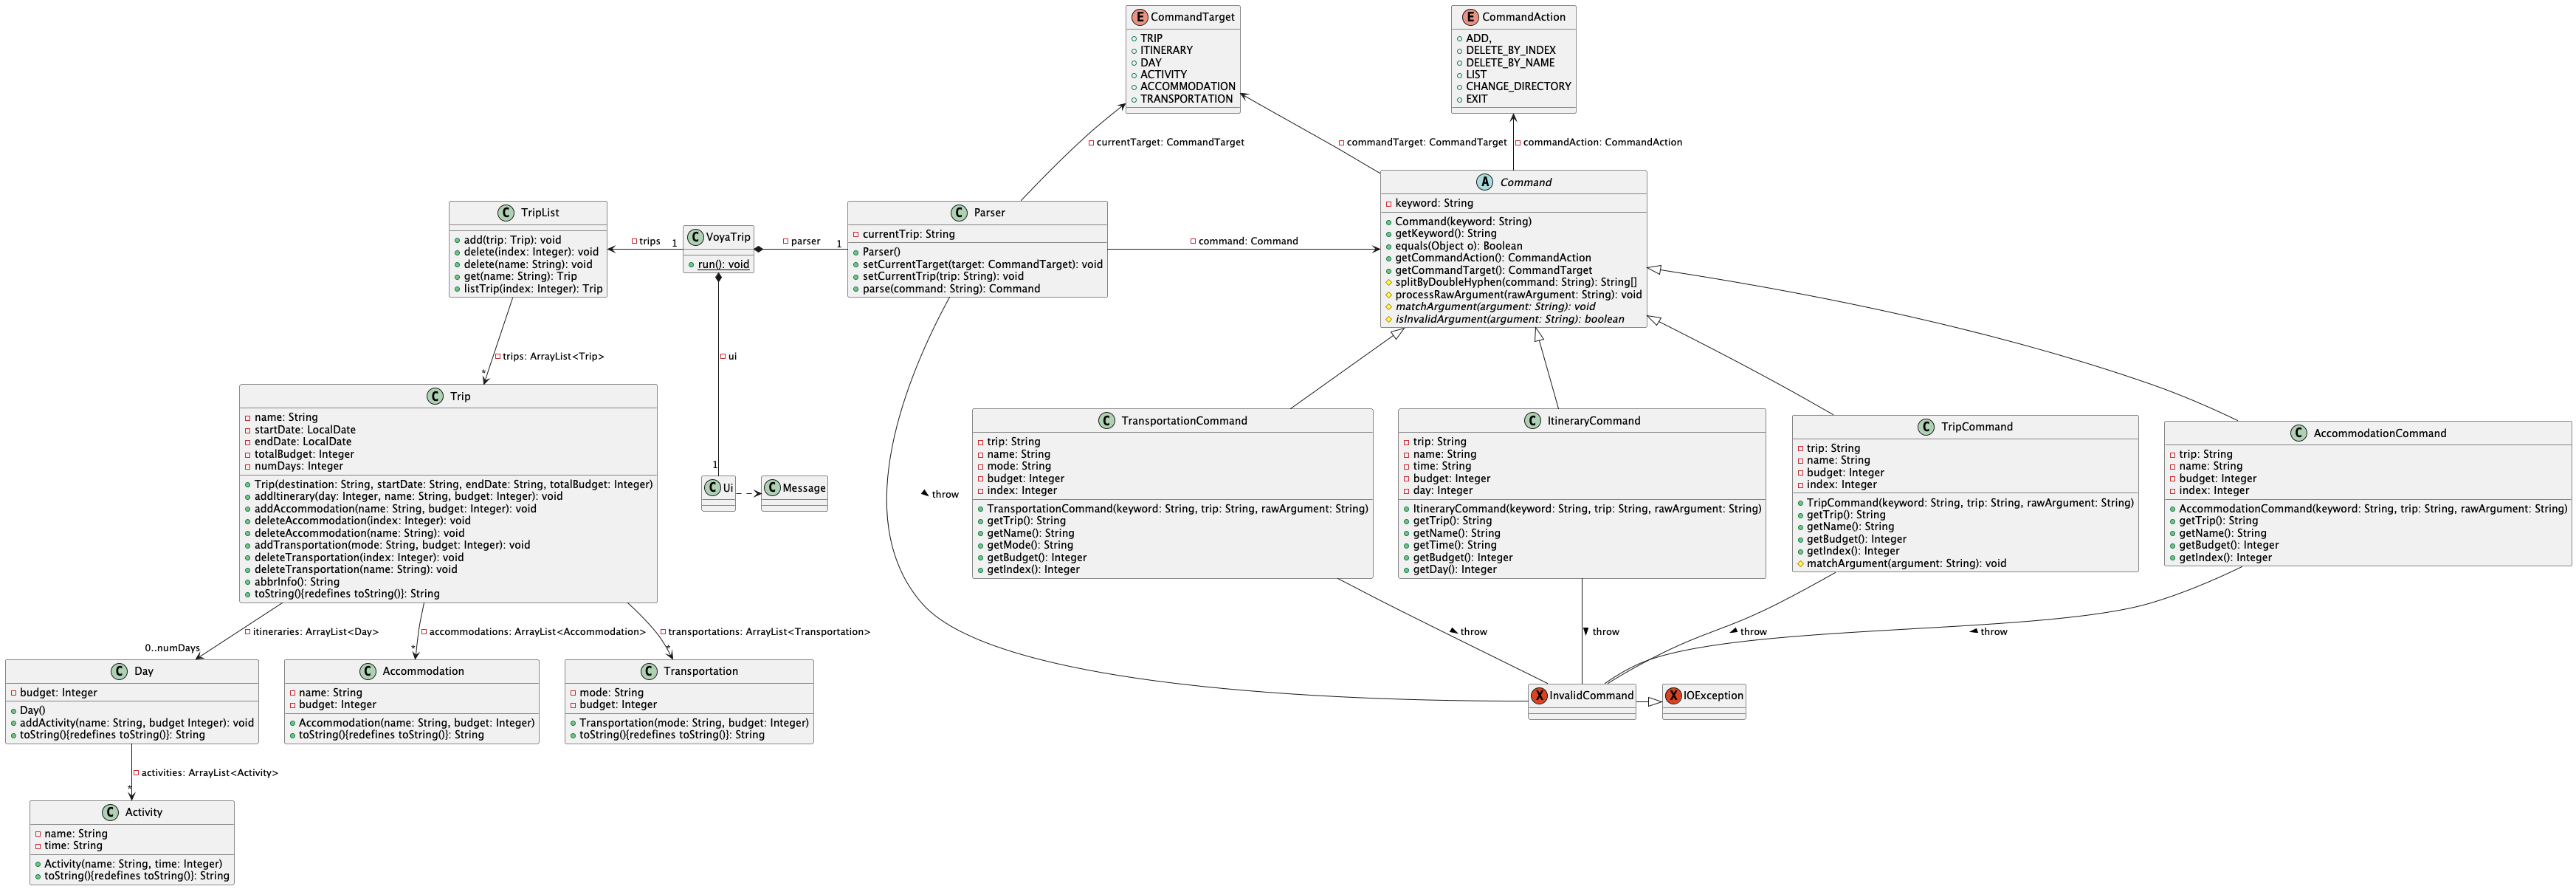 E CommandTarget
TRIP
ITINERARY
DAY
ACTIVITY
ACCOMMODATION
TRANSPORTATION
E CommandAction
ADD,
DELETE_BY_INDEX
DELETE_BY_NAME
LIST
CHANGE_DIRECTORY
EXIT
currentTarget: CommandTarget
commandTarget: CommandTarget
commandAction: CommandAction
C TripList
add(trip: Trip): void
delete(index: Integer): void
delete(name: String): void
get(name: String): Trip
listTrip(index: Integer): Trip
trips
1
C VoyaTrip
run(): void
parser
1
C Parser
currentTrip: String
Parser()
setCurrentTarget(target: CommandTarget): void
setCurrentTrip(trip: String): void
parse(command: String): Command
command: Command
A Command
keyword: String
Command(keyword: String)
getKeyword(): String
equals(Object o): Boolean
getCommandAction(): CommandAction
getCommandTarget(): CommandTarget
splitByDoubleHyphen(command: String): String[]
processRawArgument(rawArgument: String): void
matchArgument(argument: String): void
isInvalidArgument(argument: String): boolean
trips: ArrayList<Trip>
*
ui
1
C Trip
name: String
startDate: LocalDate
endDate: LocalDate
totalBudget: Integer
numDays: Integer
Trip(destination: String, startDate: String, endDate: String, totalBudget: Integer)
addItinerary(day: Integer, name: String, budget: Integer): void
addAccommodation(name: String, budget: Integer): void
deleteAccommodation(index: Integer): void
deleteAccommodation(name: String): void
addTransportation(mode: String, budget: Integer): void
deleteTransportation(index: Integer): void
deleteTransportation(name: String): void
abbrInfo(): String
toString(){redefines toString()}: String
C Ui
C Message
throw
C TransportationCommand
trip: String
name: String
mode: String
budget: Integer
index: Integer
TransportationCommand(keyword: String, trip: String, rawArgument: String)
getTrip(): String
getName(): String
getMode(): String
getBudget(): Integer
getIndex(): Integer
C ItineraryCommand
trip: String
name: String
time: String
budget: Integer
day: Integer
ItineraryCommand(keyword: String, trip: String, rawArgument: String)
getTrip(): String
getName(): String
getTime(): String
getBudget(): Integer
getDay(): Integer
C TripCommand
trip: String
name: String
budget: Integer
index: Integer
TripCommand(keyword: String, trip: String, rawArgument: String)
getTrip(): String
getName(): String
getBudget(): Integer
getIndex(): Integer
matchArgument(argument: String): void
C AccommodationCommand
trip: String
name: String
budget: Integer
index: Integer
AccommodationCommand(keyword: String, trip: String, rawArgument: String)
getTrip(): String
getName(): String
getBudget(): Integer
getIndex(): Integer
itineraries: ArrayList<Day>
0..numDays
accommodations: ArrayList<Accommodation>
*
transportations: ArrayList<Transportation>
*
throw
throw
throw
throw
C Day
budget: Integer
Day()
addActivity(name: String, budget Integer): void
toString(){redefines toString()}: String
C Accommodation
name: String
budget: Integer
Accommodation(name: String, budget: Integer)
toString(){redefines toString()}: String
C Transportation
mode: String
budget: Integer
Transportation(mode: String, budget: Integer)
toString(){redefines toString()}: String
X InvalidCommand
X IOException
activities: ArrayList<Activity>
*
C Activity
name: String
time: String
Activity(name: String, time: Integer)
toString(){redefines toString()}: String